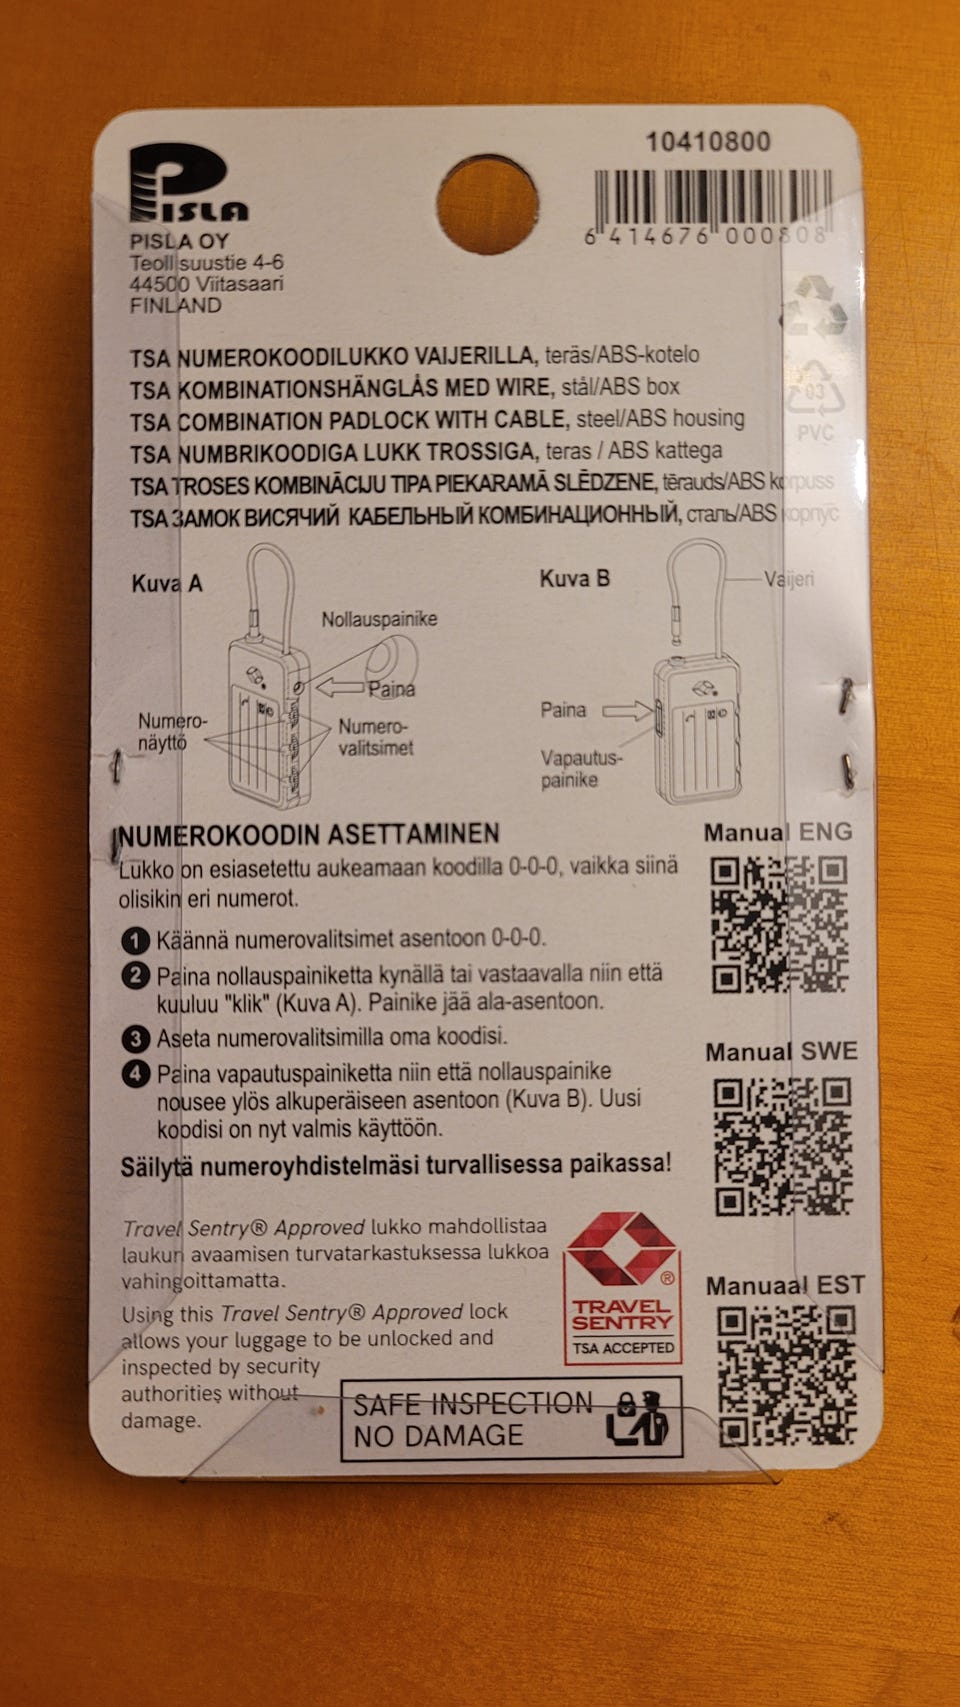 PISLA
PISLA OY
Teollisuustie 4-6
44500 Viitasaari
FINLAND
10410800
6 414676 000808
03
PVC
TSA NUMEROKOODILUKKO VAIJERILLA, teräs/ABS-kotelo
TSA KOMBINATIONSHÄNGLÅS MED WIRE, stål/ABS box
TSA COMBINATION PADLOCK WITH CABLE, steel/ABS housing
TSA NUMBRIKOODIGA LUKK TROSSIGA, teras / ABS kattega
TSA TROSES KOMBINĀCIJU TIPA PIEKARAMĀ SLĒDZENE, tērauds/ABS korpuss
TSA ЗАМОК ВИСЯЧИЙ КАБЕЛЬНЫЙ КОМБИНАЦИОННЫЙ, сталь/ABS корпус
Kuva A
Nollauspainike
Paina
Numero-
näyttö
Numero-
valitsimet
Kuva B
Vaijeri
Paina
Vapautus-
painike
NUMEROKOODIN ASETTAMINEN
Lukko on esiasetettu aukeamaan koodilla 0-0-0, vaikka siinä
olisikin eri numerot.
1 Käännä numerovalitsimet asentoon 0-0-0.
2 Paina nollauspainiketta kynällä tai vastaavalla niin että
kuuluu "klik" (Kuva A). Painike jää ala-asentoon.
3 Aseta numerovalitsimilla oma koodisi.
4 Paina vapautuspainiketta niin että nollauspainike
nousee ylös alkuperäiseen asentoon (Kuva B). Uusi
koodisi on nyt valmis käyttöön.
Säilytä numeroyhdistelmäsi turvallisessa paikassa!
Manual ENG
Manual SWE
Manuaal EST
Travel Sentry® Approved lukko mahdollistaa
laukun avaamisen turvatarkastuksessa lukkoa
vahingoittamatta.
Using this Travel Sentry® Approved lock
allows your luggage to be unlocked and
inspected by security
authorities without
damage.
®
TRAVEL
SENTRY
TSA ACCEPTED
SAFE INSPECTION
NO DAMAGE